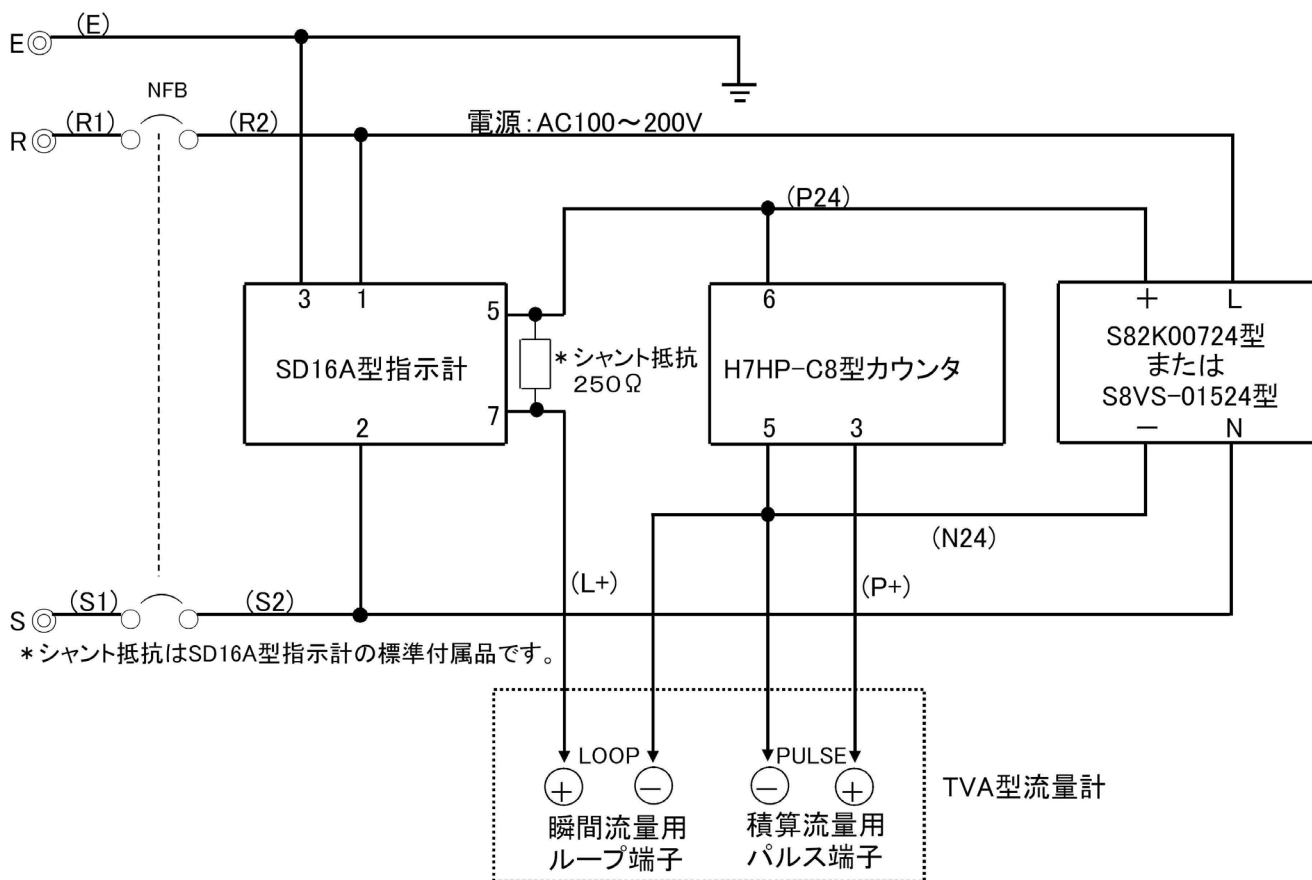 (E)
E
NFB
(R1)
(R2)
電源:AC100~200V
R
(P24)
3 1
5
6
+ L
SD16A型指示計
*シャント抵抗
250Ω
H7HP-C8型カウンタ
S82K00724型
または
S8VS-01524型
7
2
5 3
− N
(N24)
(L+)
(P+)
(S1)
(S2)
S
*シャント抵抗はSD16A型指示計の標準付属品です。
LOOP
PULSE
+ − − +
TVA型流量計
瞬間流量用
ループ端子
積算流量用
パルス端子